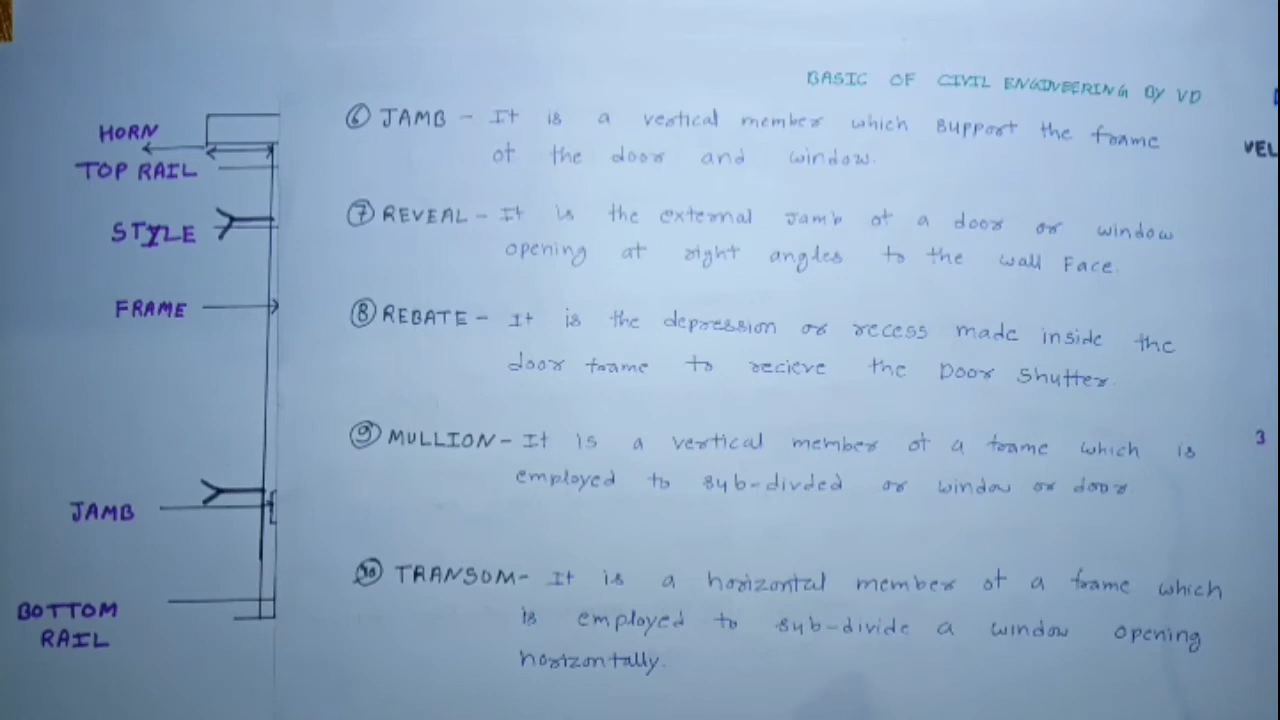 BASIC OF CIVIL ENGINEERING BY VD
HORN
TOP RAIL
STYLE
FRAME
JAMB
BOTTOM
RAIL
⑥ JAMB - It is a vertical member which support the frame
of the door and window.
⑦ REVEAL - It is the external Jamb of a door or window
opening at right angles to the wall Face.
⑧ REBATE - It is the depression or recess made inside the
door frame to recieve the Door Shutter.
⑨ MULLION - It is a vertical member of a frame which is
employed to sub-divded or window or door
⑩ TRANSOM - It is a horizontal member of a frame which
is employed to sub-divide a window opening
horizontally.
VEL
3